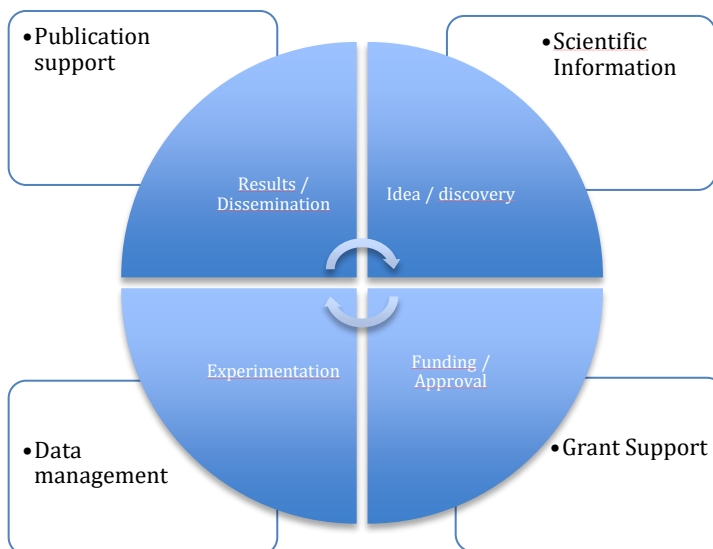 •Publication
support
•Scientific
Information
Results /
Dissemination
Idea / discovery
Experimentation
Funding /
Approval
•Data
management
•Grant Support